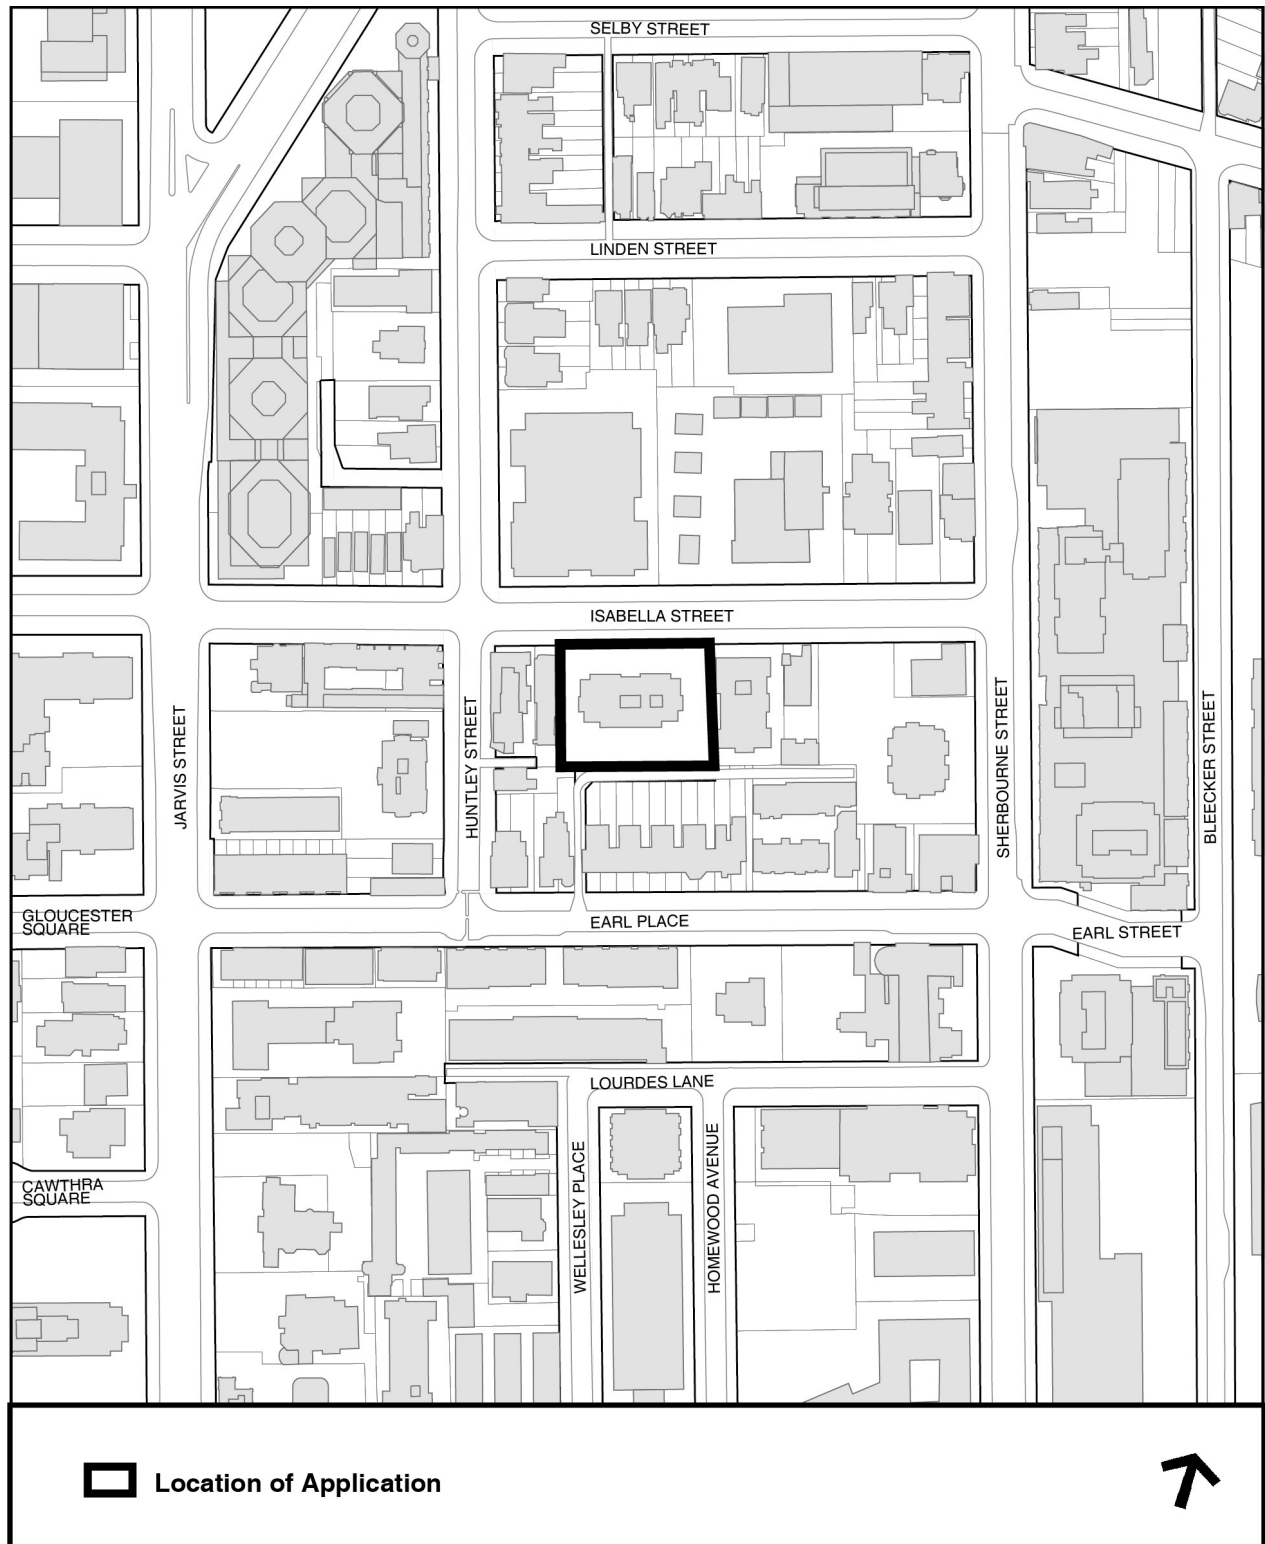 SELBY STREET
LINDEN STREET
ISABELLA STREET
JARVIS STREET
HUNTLEY STREET
SHERBOURNE STREET
BLEECKER STREET
GLOUCESTER
SQUARE
EARL PLACE
EARL STREET
LOURDES LANE
WELLESLEY PLACE
HOMEWOOD AVENUE
CAWTHRA
SQUARE
Location of Application